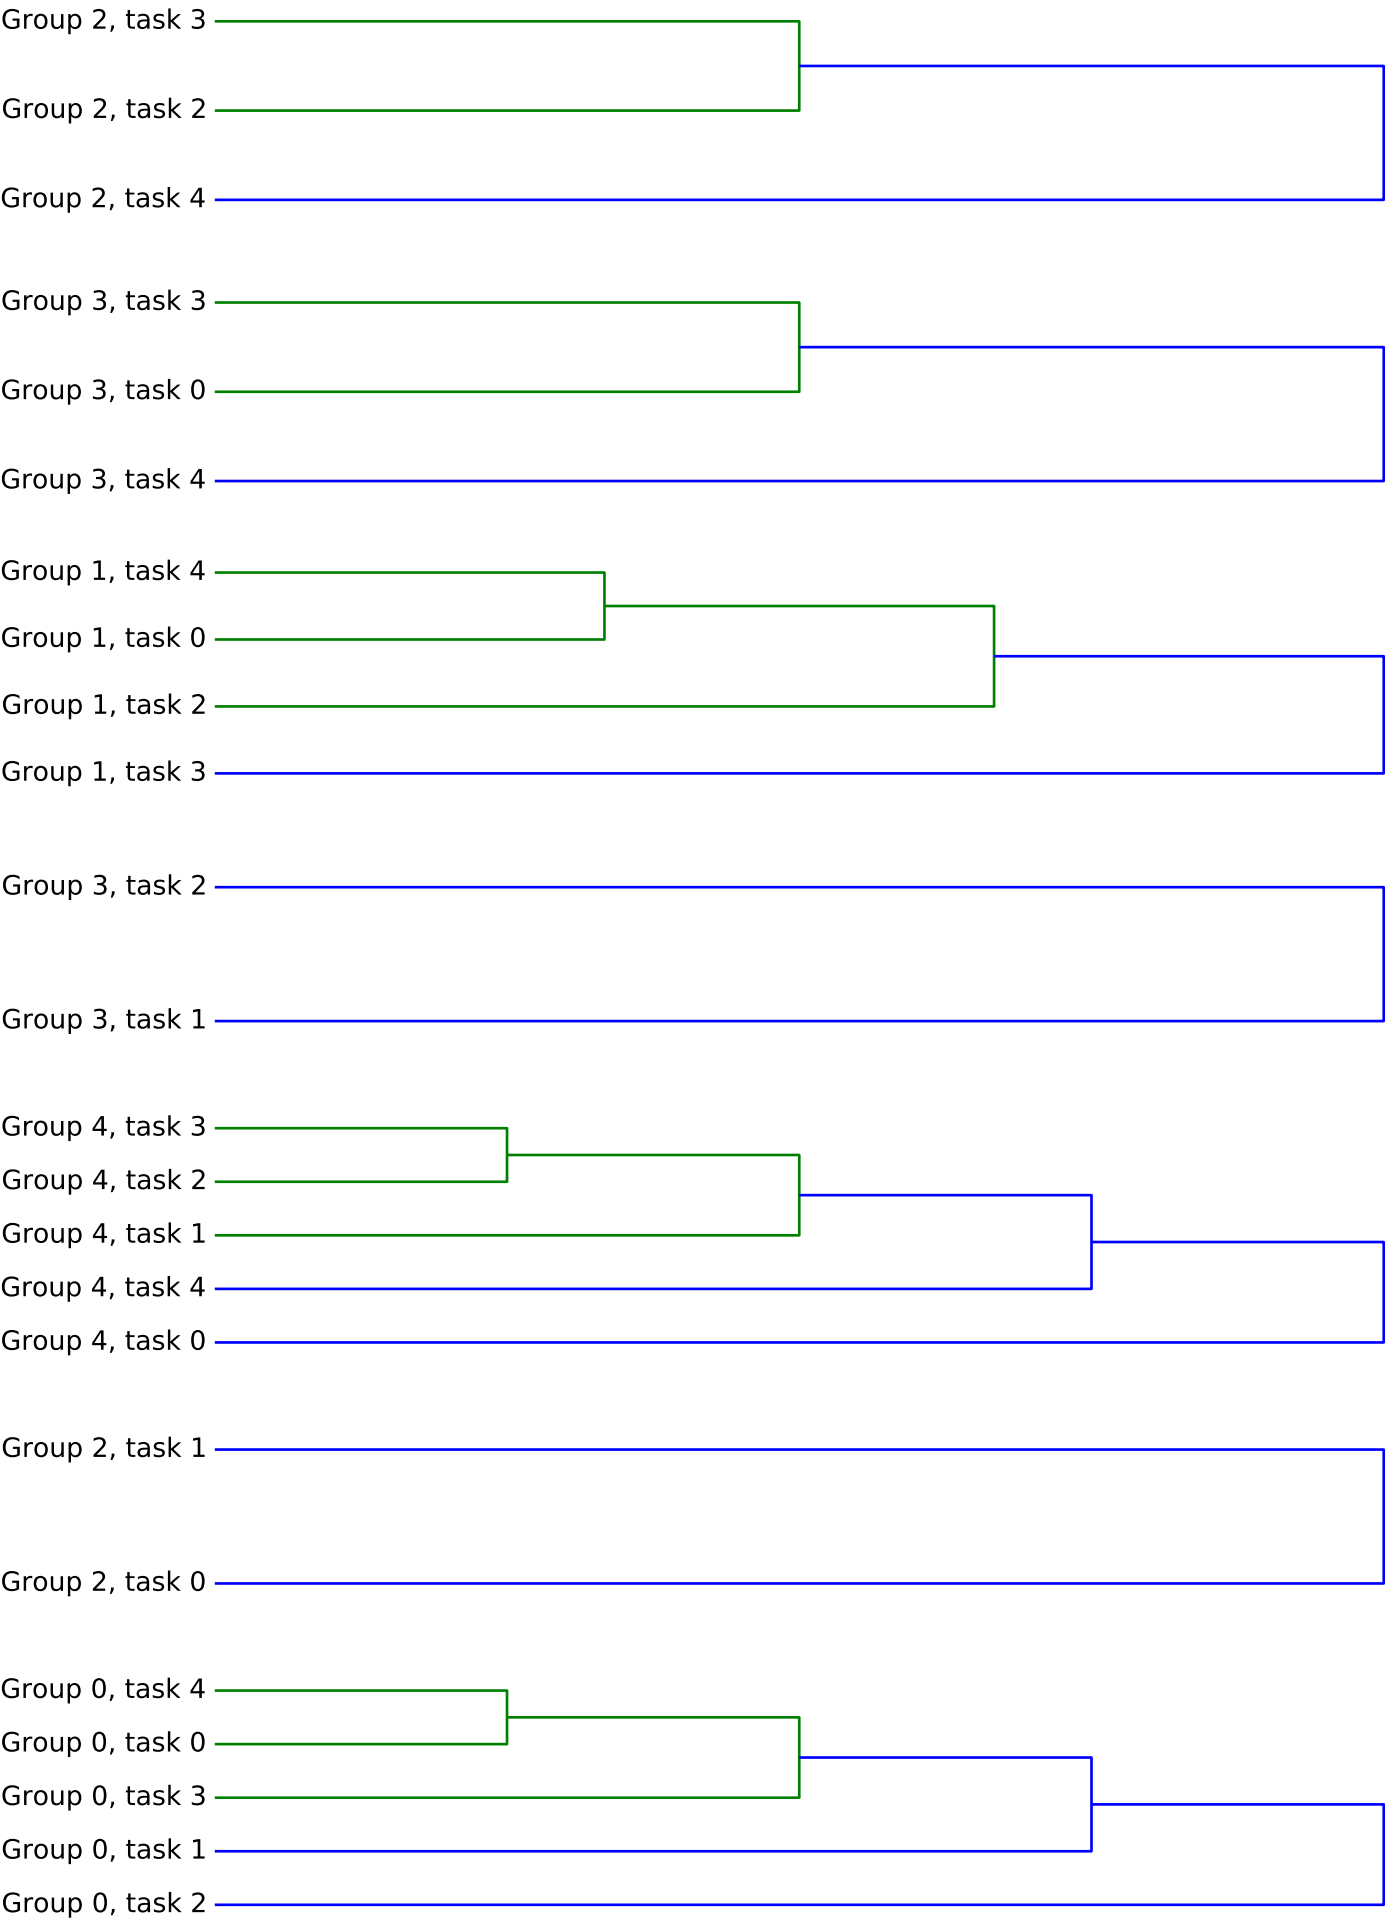 Group 2, task 3
Group 2, task 2
Group 2, task 4
Group 3, task 3
Group 3, task 0
Group 3, task 4
Group 1, task 4
Group 1, task 0
Group 1, task 2
Group 1, task 3
Group 3, task 2
Group 3, task 1
Group 4, task 3
Group 4, task 2
Group 4, task 1
Group 4, task 4
Group 4, task 0
Group 2, task 1
Group 2, task 0
Group 0, task 4
Group 0, task 0
Group 0, task 3
Group 0, task 1
Group 0, task 2